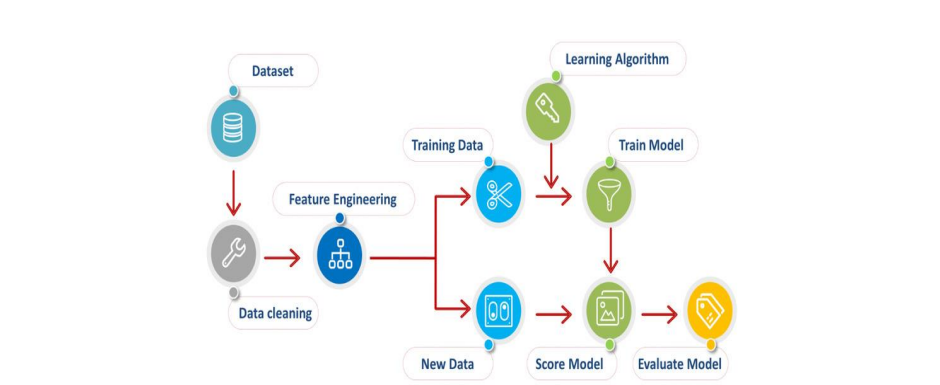 Dataset
Learning Algorithm
Training Data
Train Model
Feature Engineering
Data cleaning
New Data
Score Model
Evaluate Model